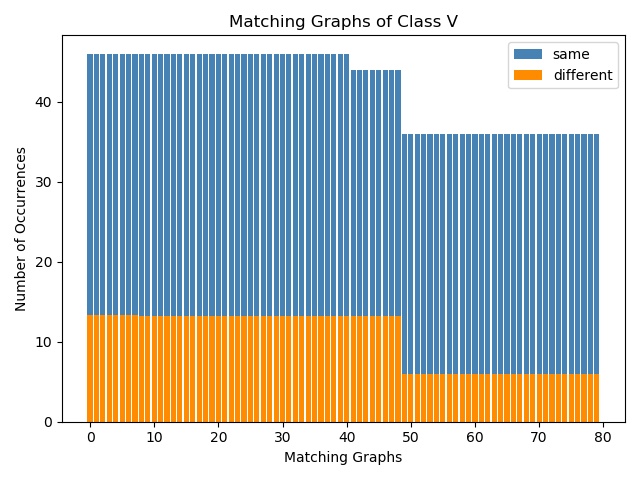 Matching Graphs of Class V
same
different
Number of Occurrences
40
30
20
10
0
0 10 20 30 40 50 60 70 80
Matching Graphs